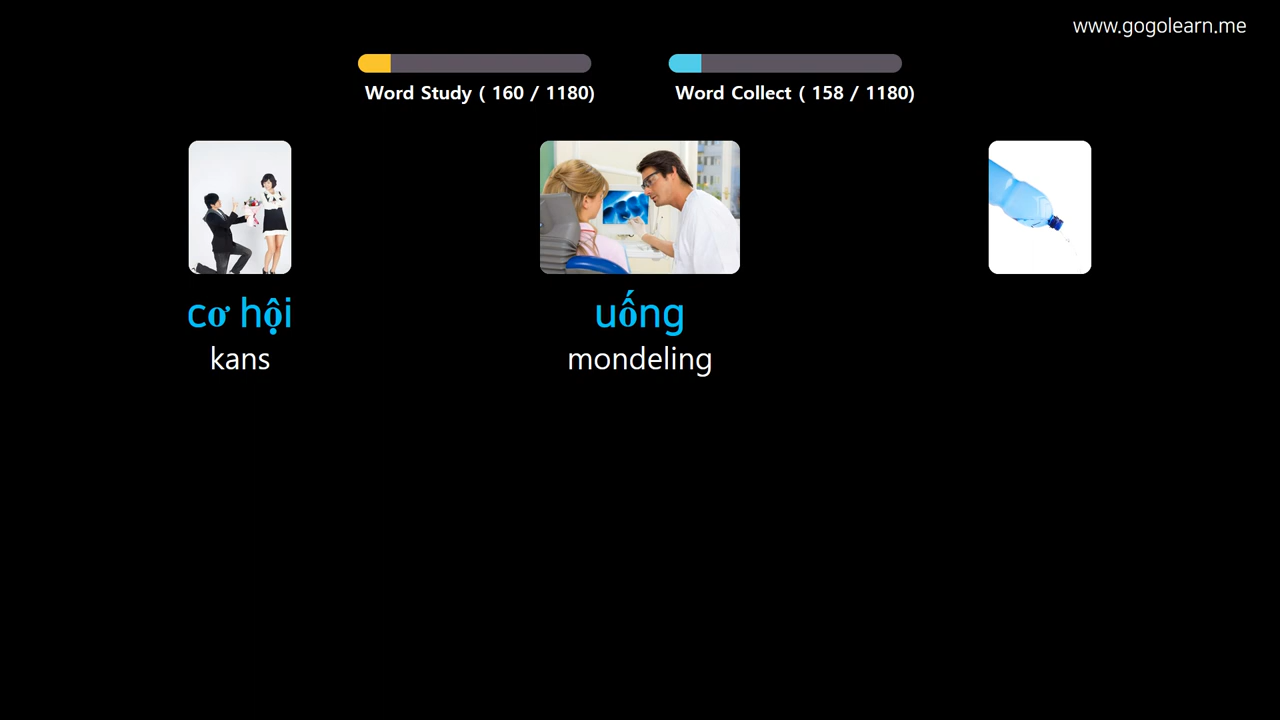 www.gogolearn.me
Word Study ( 160 / 1180)
Word Collect ( 158 / 1180)
cơ hội
uống
kans
mondeling